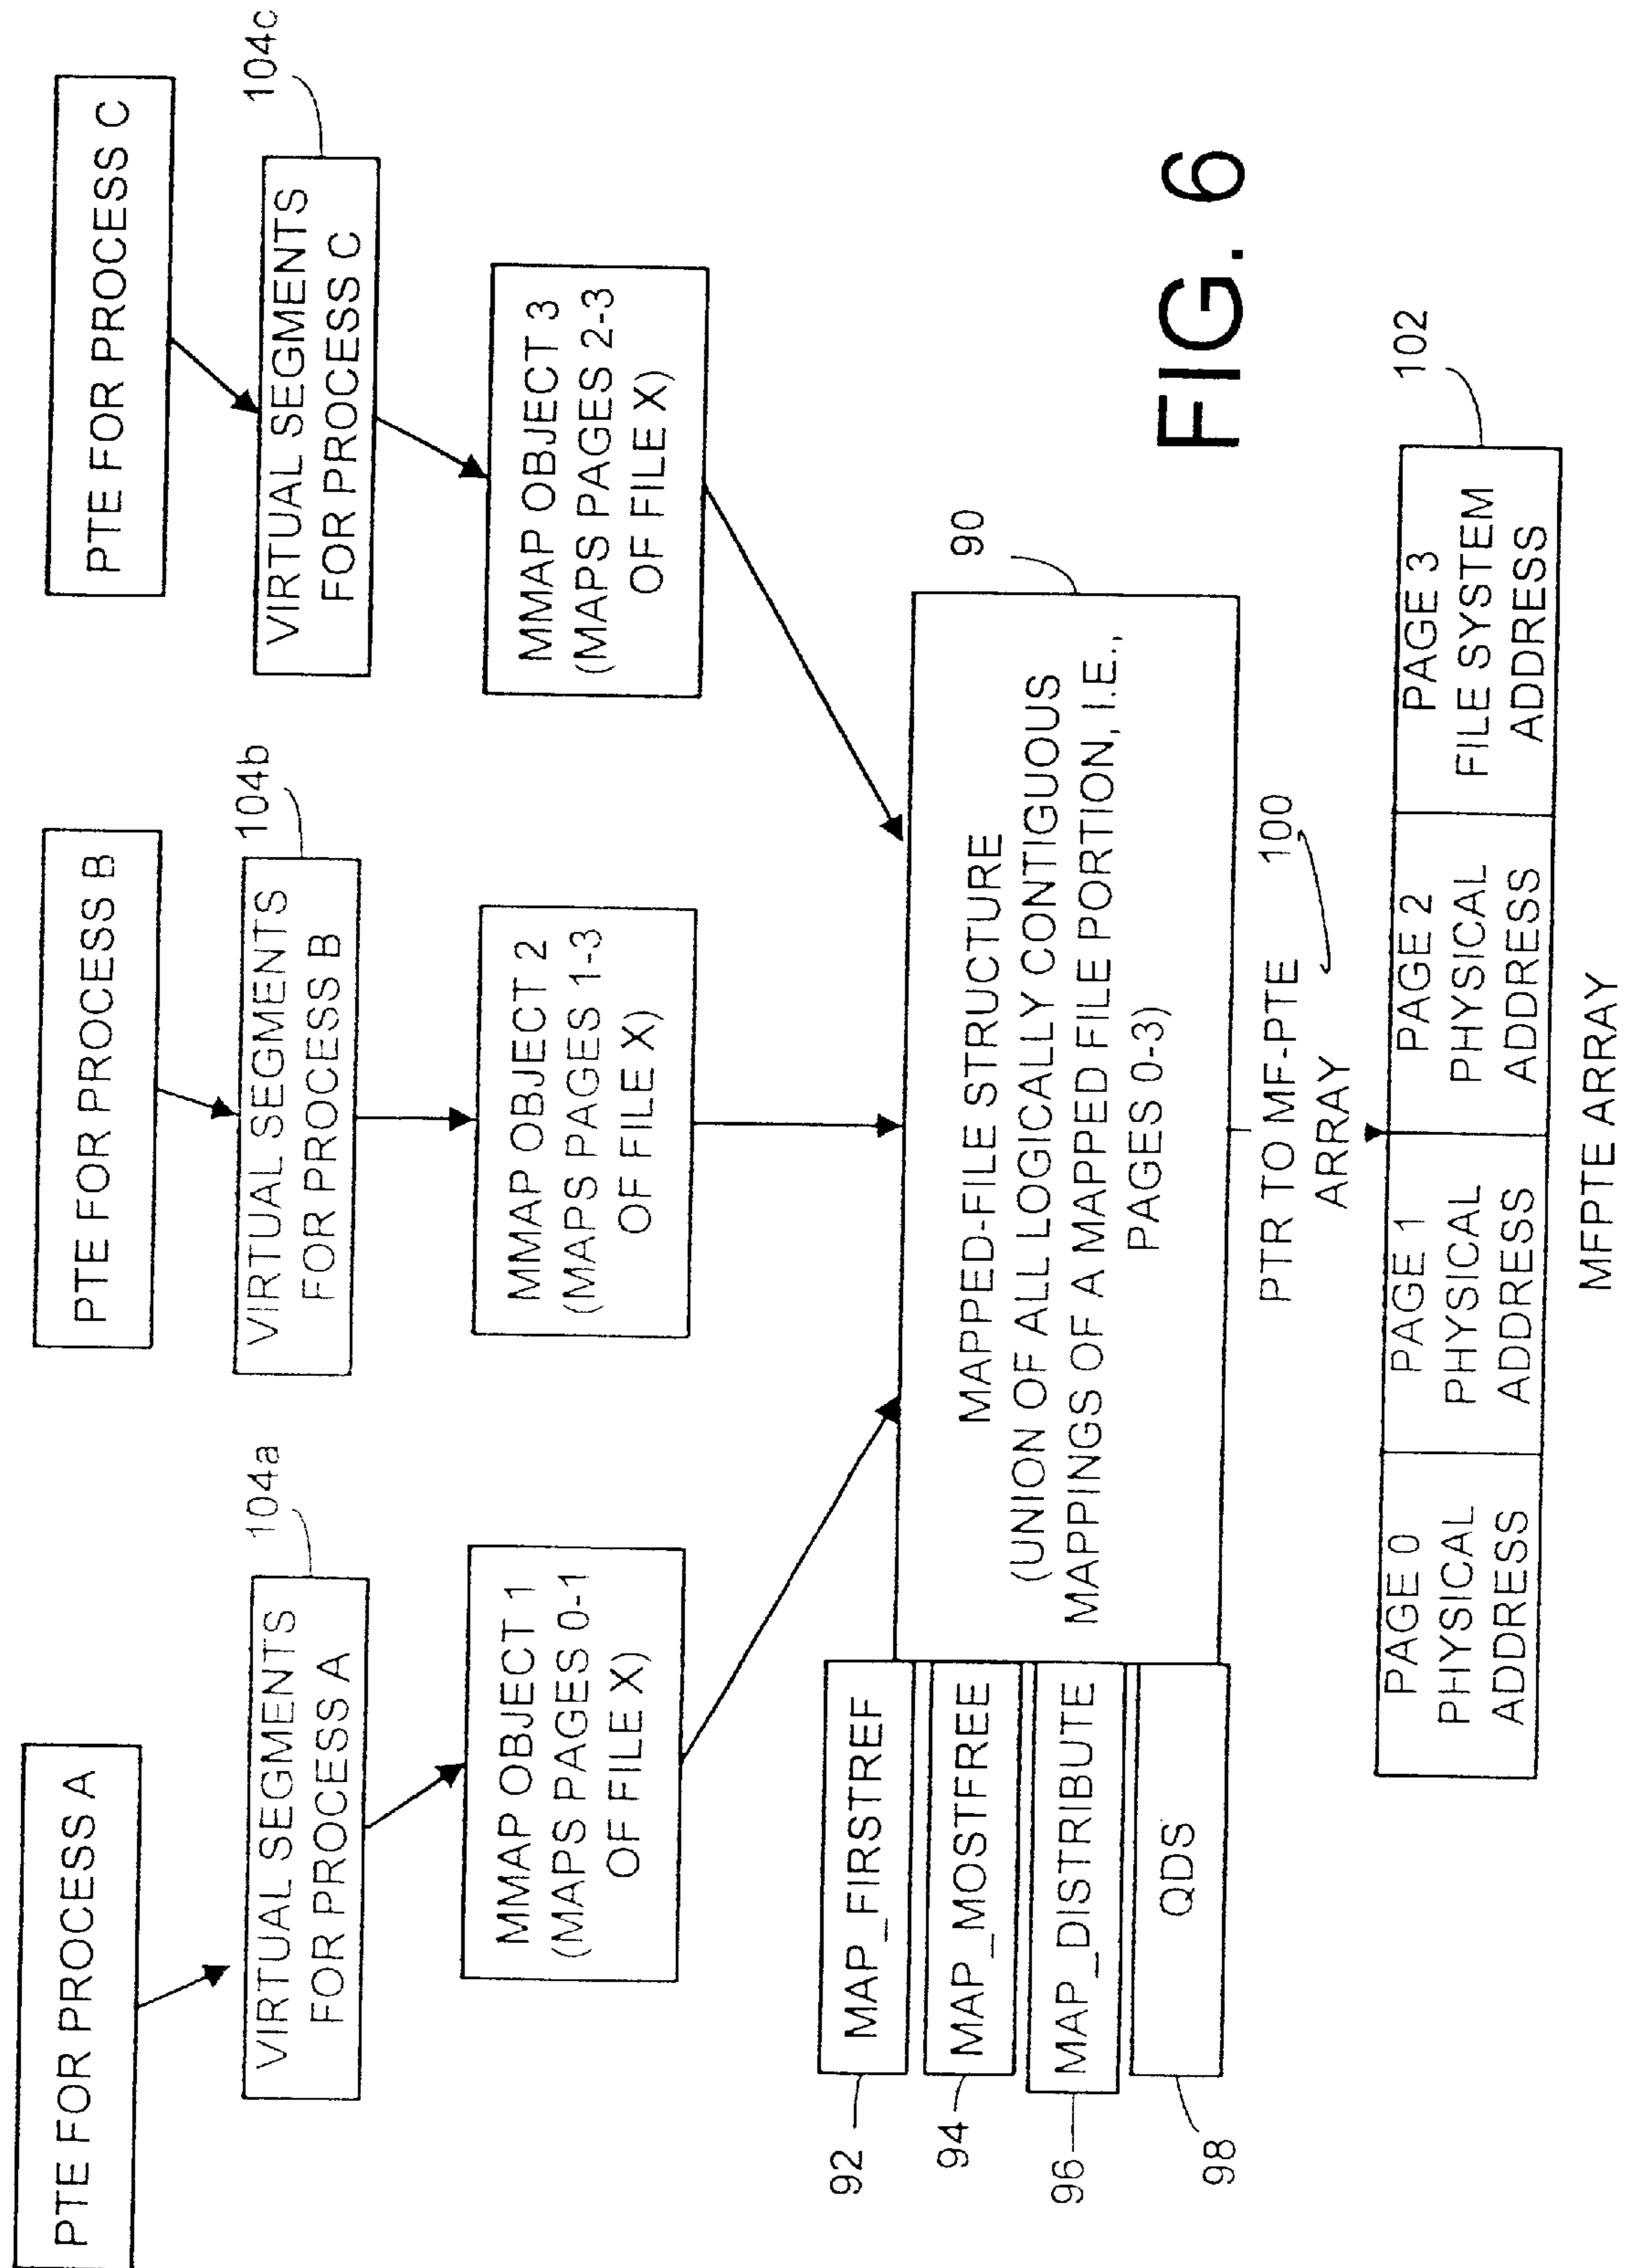 PTE FOR PROCESS A
PTE FOR PROCESS B
PTE FOR PROCESS C
104a
VIRTUAL SEGMENTS
FOR PROCESS A
104b
VIRTUAL SEGMENTS
FOR PROCESS B
104c
VIRTUAL SEGMENTS
FOR PROCESS C
MMAP OBJECT 1
(MAPS PAGES 0-1
OF FILE X)
MMAP OBJECT 2
(MAPS PAGES 1-3
OF FILE X)
MMAP OBJECT 3
(MAPS PAGES 2-3
OF FILE X)
92
MAP_FIRSTREF
94
MAP_MOSTFREE
96
MAP_DISTRIBUTE
98
QDS
90
MAPPED-FILE STRUCTURE
(UNION OF ALL LOGICALLY CONTIGUOUS
MAPPINGS OF A MAPPED FILE PORTION, I.E.,
PAGES 0-3)
PTR TO MF-PTE
ARRAY
100
FIG. 6
102
PAGE 0
PHYSICAL
ADDRESS
PAGE 1
PHYSICAL
ADDRESS
PAGE 2
PHYSICAL
ADDRESS
PAGE 3
FILE SYSTEM
ADDRESS
MFPTE ARRAY